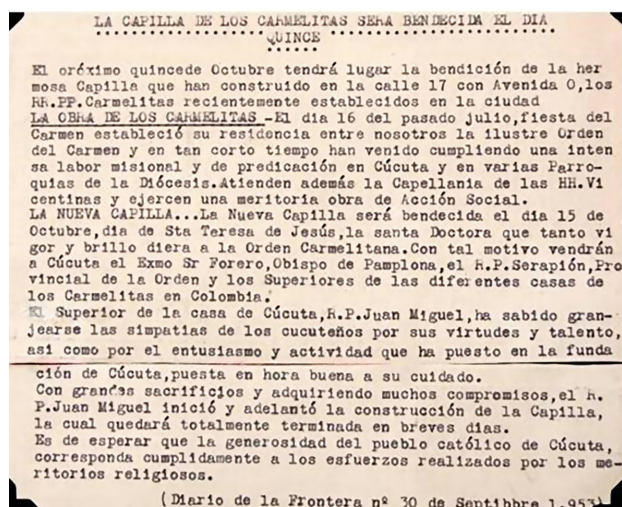 LA CAPILLA DE LOS CARMELITAS SERA BENDECIDA EL DIA
QUINCE
El oróximo quincede Octubre tendrá lugar la bendición de la her
mosa Capilla que han construido en la calle 17 con Avenida O,los
RR.PP.Carmelitas recientemente establecidos en la ciudad
LA OBRA DE LOS CARMELITAS -El dia 16 del pasado julio,fiesta del
Carmen estableció su residencia entre nosotros la ilustre Orden
del Carmen y en tan corto tiempo han venido cumpliendo una inten
sa labor misional y de predicación en Cúcuta y en varias Parro-
quias de la Diócesis.Atienden además la Capellania de las HH.Vi
centinas y ejercen una meritoria obra de Acción Social.
LA NUEVA CAPILLA...La Nueva Capilla será bendecida el dia 15 de
Octubre,dia de Sta Teresa de Jesús,la santa Doctora que tanto vi
gor y brillo diera a la Orden Carmelitana.Con tal motivo vendrán
a Cúcuta el Exmo Sr Forero,Obispo de Pamplona,el R.P.Serapión,Pro
vincial de la Orden y los Superiores de las diferentes casas de
los Carmelitas en Colombia.
El Superior de la casa de Cúcuta,R.P.Juan Miguel,ha sabido gran-
jearse las simpatias de los cucuteños por sus virtudes y talento,
asi como por el entusiasmo y actividad que ha puesto en la funda
ción de Cúcuta,puesta en hora buena a su cuidado.
Con grandes sacrificios y adquiriendo muchos compromisos,el R.
P.Juan Miguel inició y adelantó la construcción de la Capilla,
la cual quedará totalmente terminada en breves dias.
Es de esperar que la generosidad del pueblo católico de Cúcuta,
corresponda cumplidamente a los esfuerzos realizados por los me-
ritorios religiosos.
(Diario de la Frontera nº 30 de Septibbre 1.953)